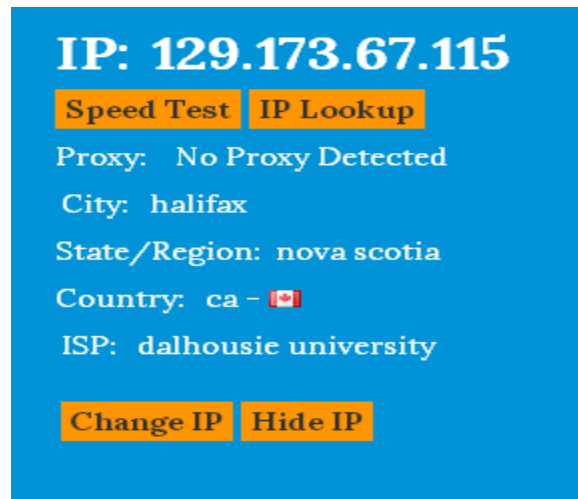 IP: 129.173.67.115
Speed Test IP Lookup
Proxy: No Proxy Detected
City: halifax
State/Region: nova scotia
Country: ca -
ISP: dalhousie university
Change IP Hide IP